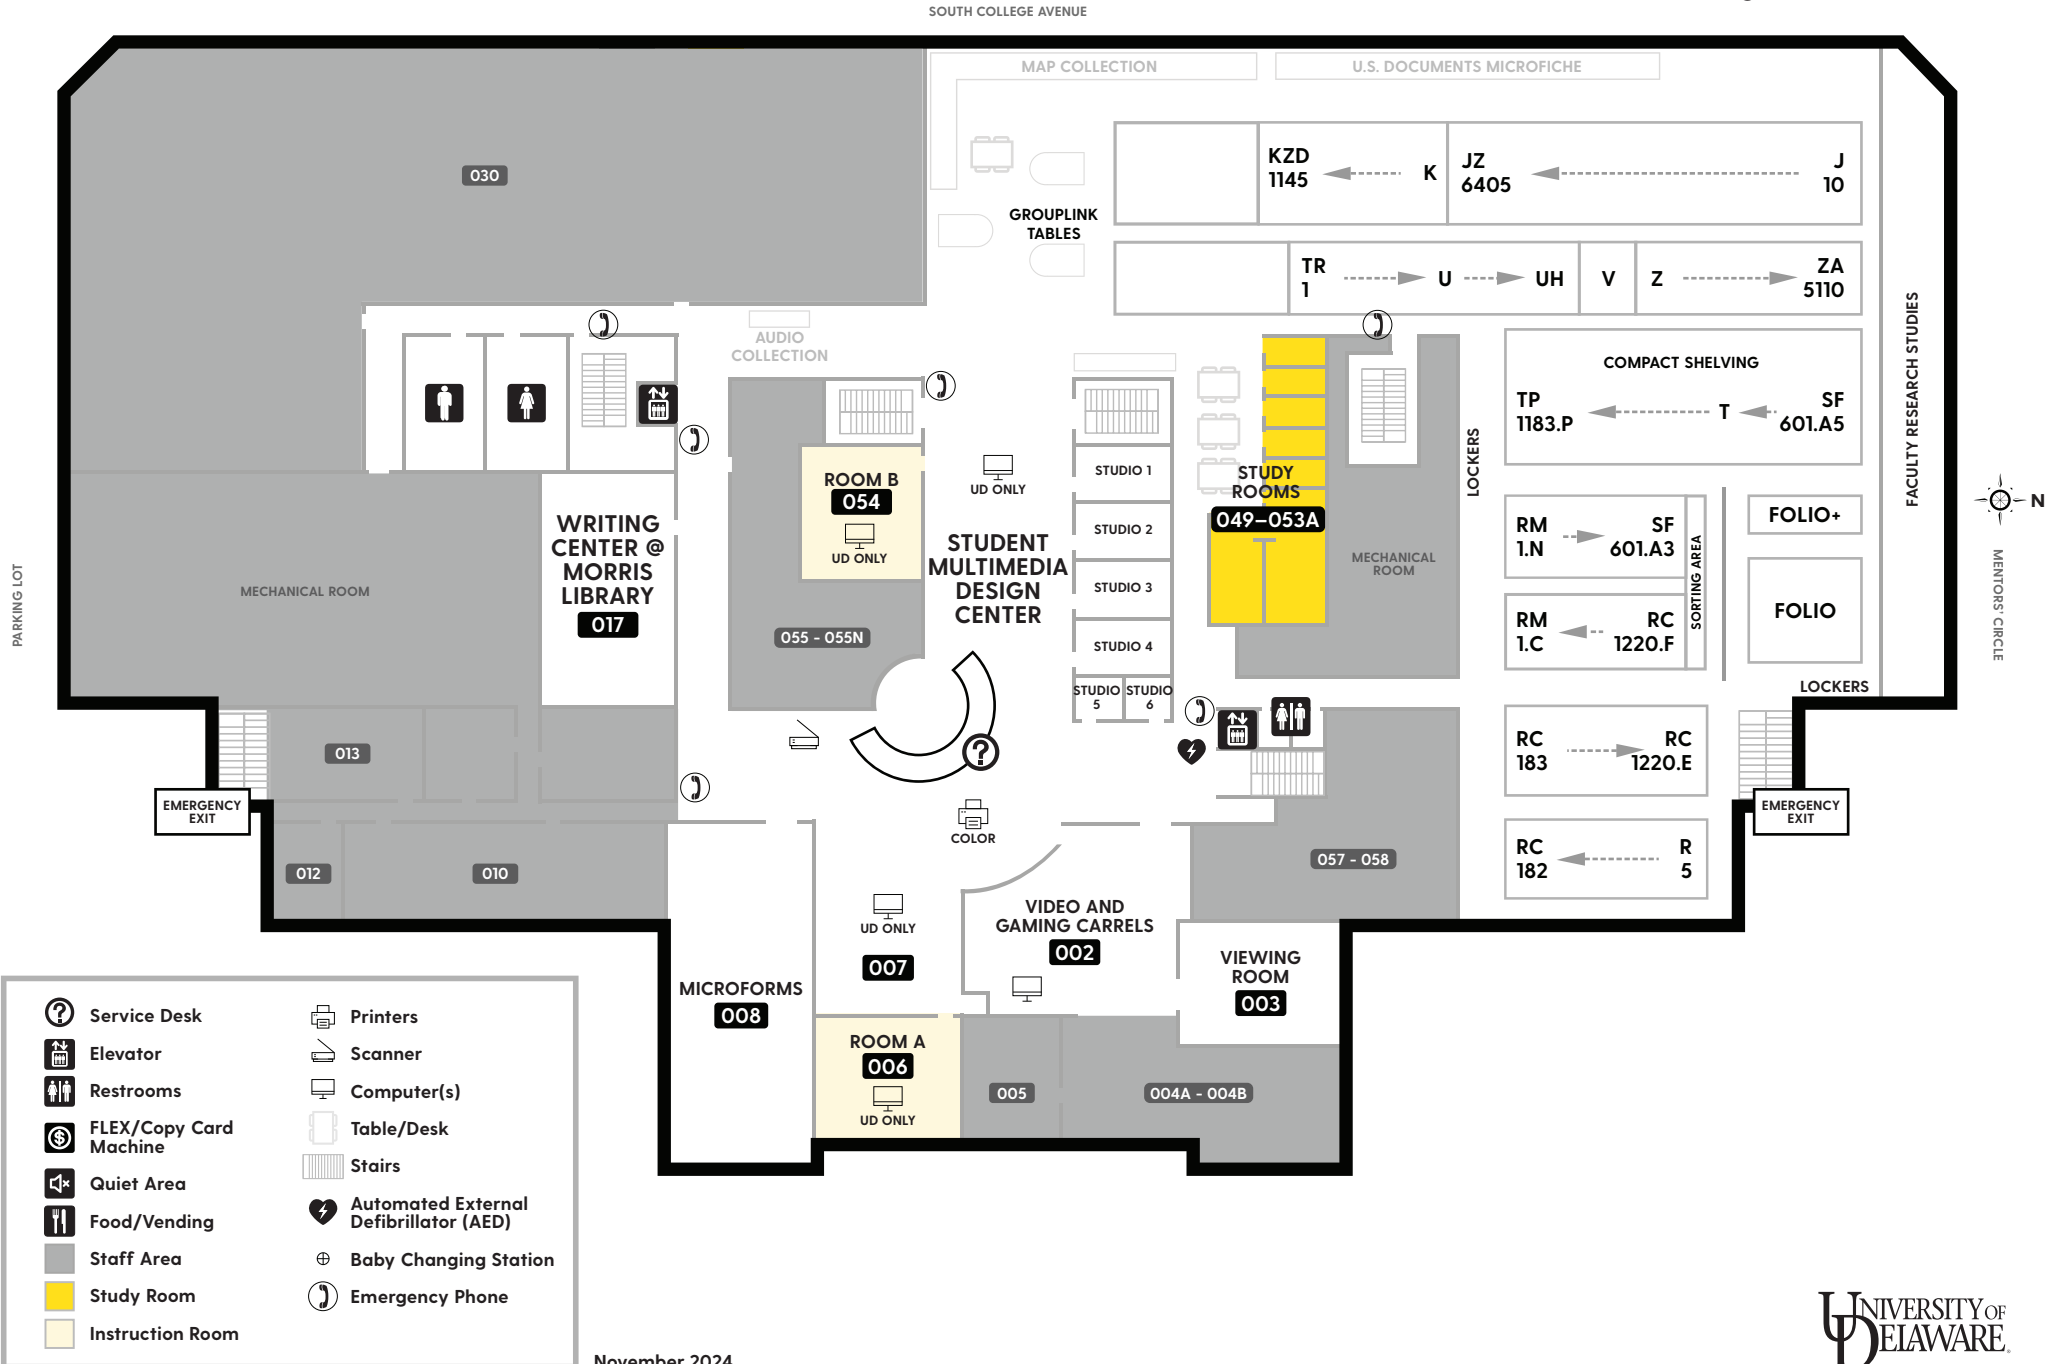 SOUTH COLLEGE AVENUE
MAP COLLECTION
U.S. DOCUMENTS MICROFICHE
030
KZD
1145
K
JZ
6405
J
10
GROUPLINK
TABLES
TR
1
U
UH
V
Z
ZA
5110
AUDIO
COLLECTION
COMPACT SHELVING
TP
1183.P
T
SF
601.A5
FACULTY RESEARCH STUDIES
LOCKERS
ROOM B
054
UD ONLY
UD ONLY
STUDIO 1
STUDIO 2
STUDIO 3
STUDIO 4
STUDIO
5
STUDIO
6
STUDY
ROOMS
049–053A
MECHANICAL
ROOM
RM
1.N
SF
601.A3
RM
1.C
RC
1220.F
SORTING AREA
FOLIO+
FOLIO
LOCKERS
N
MENTORS' CIRCLE
PARKING LOT
MECHANICAL ROOM
WRITING
CENTER @
MORRIS
LIBRARY
017
STUDENT
MULTIMEDIA
DESIGN
CENTER
055 - 055N
013
RC
183
RC
1220.E
EMERGENCY
EXIT
EMERGENCY
EXIT
COLOR
012
010
057 - 058
RC
182
R
5
UD ONLY
007
VIDEO AND
GAMING CARRELS
002
VIEWING
ROOM
003
MICROFORMS
008
ROOM A
006
UD ONLY
005
004A - 004B
Service Desk
Elevator
Restrooms
FLEX/Copy Card
Machine
Quiet Area
Food/Vending
Staff Area
Study Room
Instruction Room
Printers
Scanner
Computer(s)
Table/Desk
Stairs
Automated External
Defibrillator (AED)
Baby Changing Station
Emergency Phone
November 2024
UNIVERSITY OF
DELAWARE